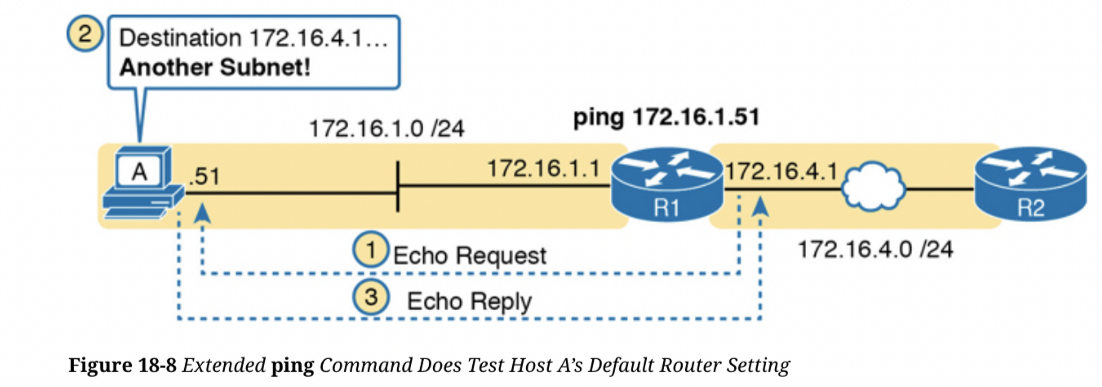 2 Destination 172.16.4.1...
Another Subnet!
172.16.1.0 /24
ping 172.16.1.51
A
.51
172.16.1.1
R1
172.16.4.1
R2
172.16.4.0 /24
1 Echo Request
3 Echo Reply
Figure 18-8 Extended ping Command Does Test Host A’s Default Router Setting